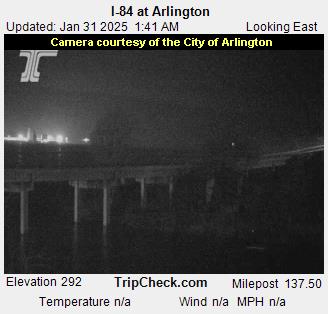 I-84 at Arlington
Updated: Jan 31 2025 1:41 AM Looking East
Camera courtesy of the City of Arlington
Elevation 292 TripCheck.com Milepost 137.50
Temperature n/a Wind n/a MPH n/a